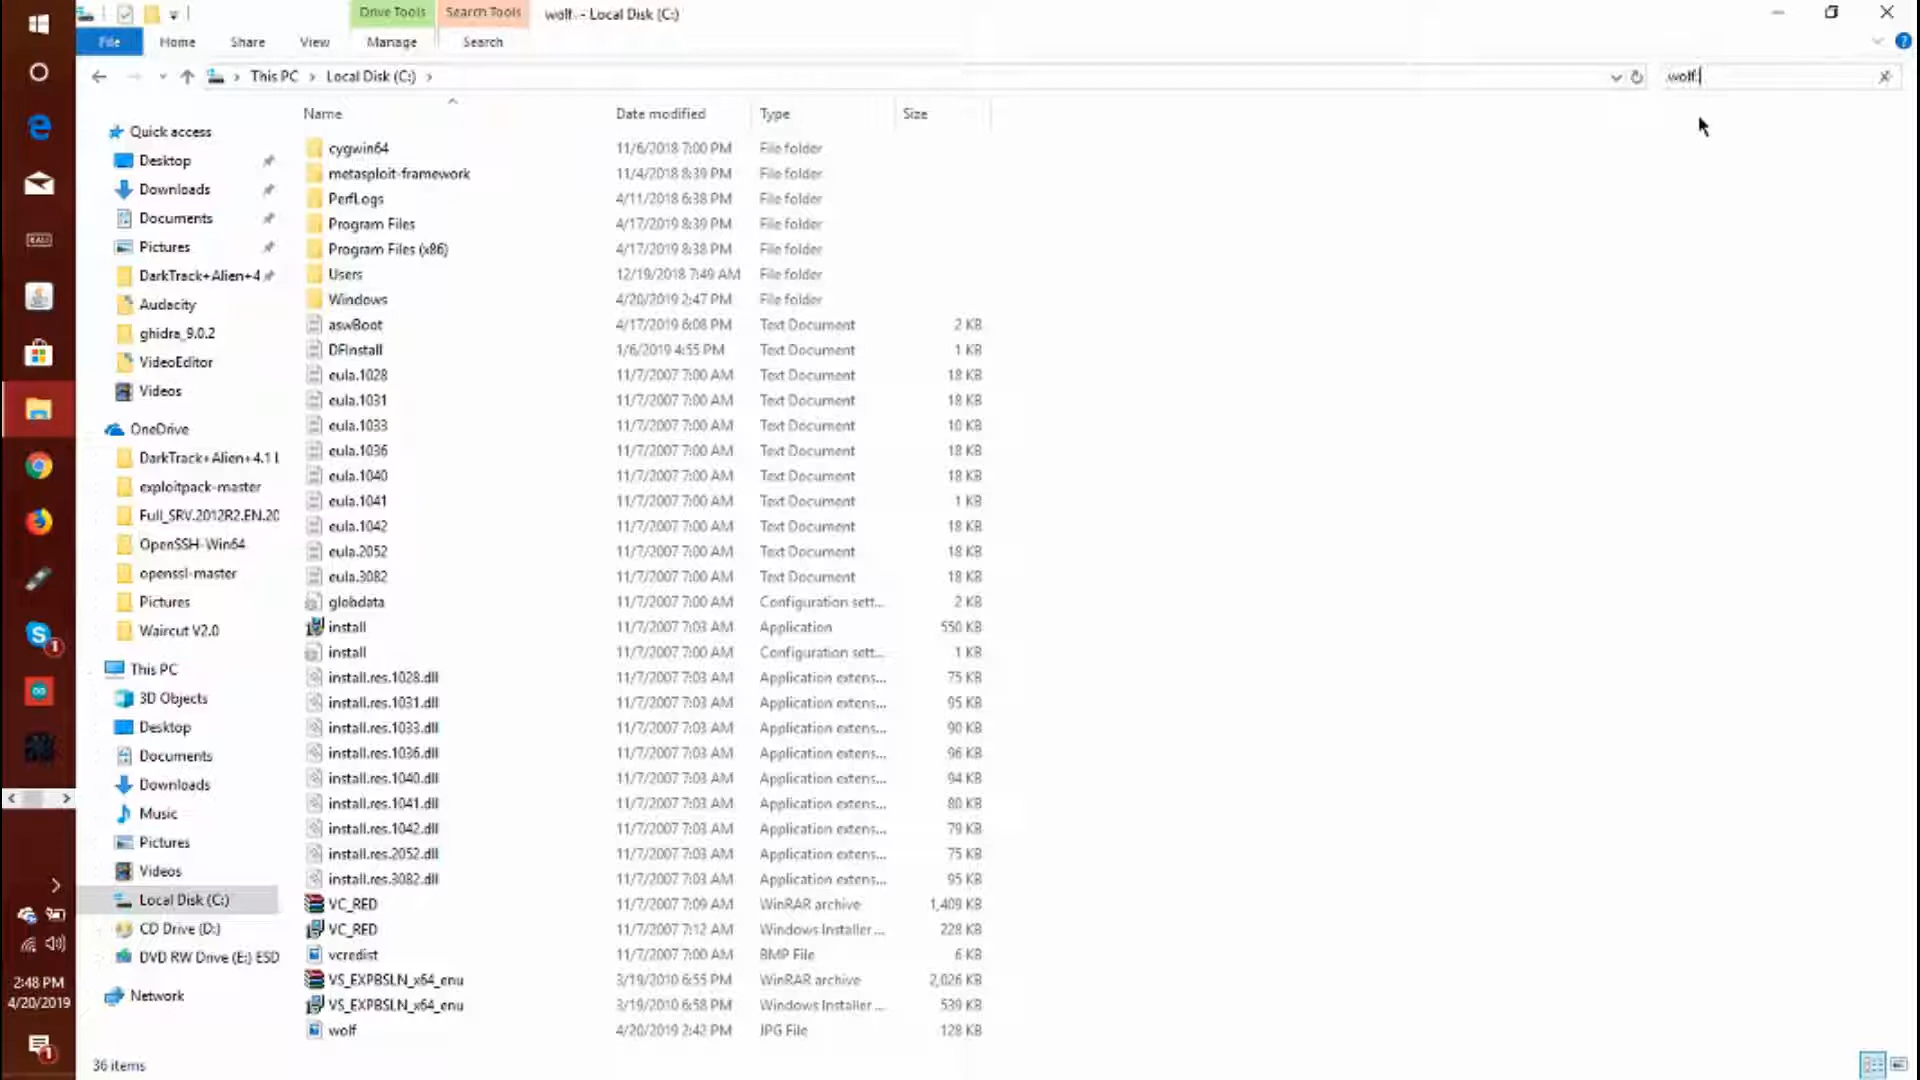 Drive Tools
Search Tools
wolf. - Local Disk (C:)
File
Home
Share
View
Manage
Search
This PC > Local Disk (C:) >
wolf.
Name
Date modified
Type
Size
Quick access
Desktop
Downloads
Documents
Pictures
DarkTrack+Alien+4
Audacity
ghidra_9.0.2
VideoEditor
Videos
OneDrive
DarkTrack+Alien+4.1 I
exploitpack-master
Full_SRV.2012R2.EN.20
OpenSSH-Win64
openssl-master
Pictures
Waircut V2.0
This PC
3D Objects
Desktop
Documents
Downloads
Music
Pictures
Videos
Local Disk (C:)
CD Drive (D:)
DVD RW Drive (E:) ESD
Network
cygwin64 11/6/2018 7:00 PM File folder
metasploit-framework 11/4/2018 8:39 PM File folder
PerfLogs 4/11/2018 6:38 PM File folder
Program Files 4/17/2019 8:39 PM File folder
Program Files (x86) 4/17/2019 8:38 PM File folder
Users 12/19/2018 7:49 AM File folder
Windows 4/20/2019 2:47 PM File folder
aswBoot 4/17/2019 6:08 PM Text Document 2 KB
DFInstall 1/6/2019 4:55 PM Text Document 1 KB
eula.1028 11/7/2007 7:00 AM Text Document 18 KB
eula.1031 11/7/2007 7:00 AM Text Document 18 KB
eula.1033 11/7/2007 7:00 AM Text Document 10 KB
eula.1036 11/7/2007 7:00 AM Text Document 18 KB
eula.1040 11/7/2007 7:00 AM Text Document 18 KB
eula.1041 11/7/2007 7:00 AM Text Document 1 KB
eula.1042 11/7/2007 7:00 AM Text Document 18 KB
eula.2052 11/7/2007 7:00 AM Text Document 18 KB
eula.3082 11/7/2007 7:00 AM Text Document 18 KB
globdata 11/7/2007 7:00 AM Configuration sett... 2 KB
install 11/7/2007 7:03 AM Application 550 KB
install 11/7/2007 7:00 AM Configuration sett... 1 KB
install.res.1028.dll 11/7/2007 7:03 AM Application extens... 75 KB
install.res.1031.dll 11/7/2007 7:03 AM Application extens... 95 KB
install.res.1033.dll 11/7/2007 7:03 AM Application extens... 90 KB
install.res.1036.dll 11/7/2007 7:03 AM Application extens... 96 KB
install.res.1040.dll 11/7/2007 7:03 AM Application extens... 94 KB
install.res.1041.dll 11/7/2007 7:03 AM Application extens... 80 KB
install.res.1042.dll 11/7/2007 7:03 AM Application extens... 79 KB
install.res.2052.dll 11/7/2007 7:03 AM Application extens... 75 KB
install.res.3082.dll 11/7/2007 7:03 AM Application extens... 95 KB
VC_RED 11/7/2007 7:09 AM WinRAR archive 1,409 KB
VC_RED 11/7/2007 7:12 AM Windows Installer ... 228 KB
vcredist 11/7/2007 7:00 AM BMP File 6 KB
VS_EXPBSLN_x64_enu 3/19/2010 6:55 PM WinRAR archive 2,026 KB
VS_EXPBSLN_x64_enu 3/19/2010 6:58 PM Windows Installer ... 539 KB
wolf 4/20/2019 2:42 PM JPG File 128 KB
36 items
KALI
2:48 PM
4/20/2019